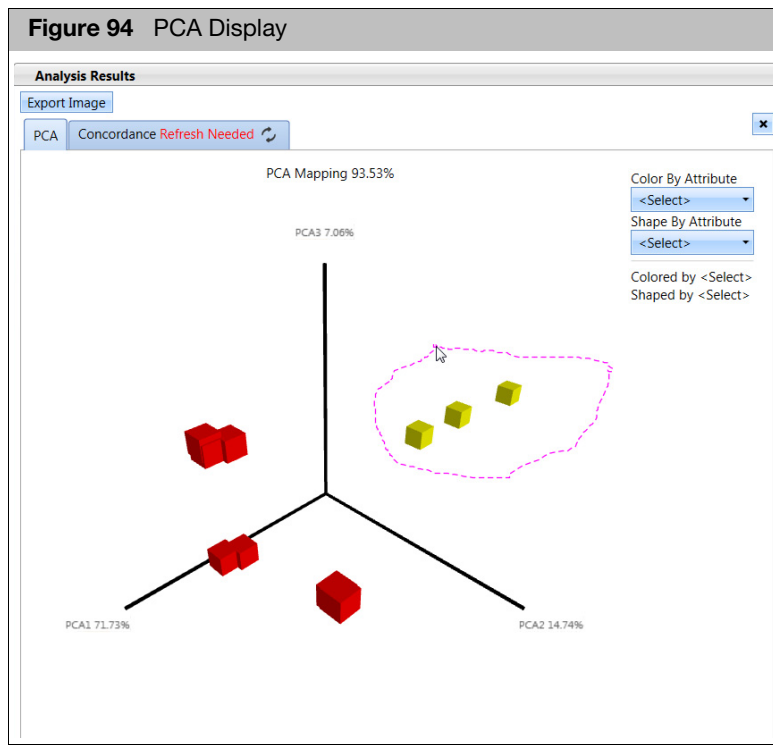 Figure 94 PCA Display
Analysis Results
Export Image
PCA
Concordance Refresh Needed
PCA Mapping 93.53%
Color By Attribute
<Select>
Shape By Attribute
<Select>
Colored by <Select>
Shaped by <Select>
PCA3 7.06%
PCA1 71.73%
PCA2 14.74%